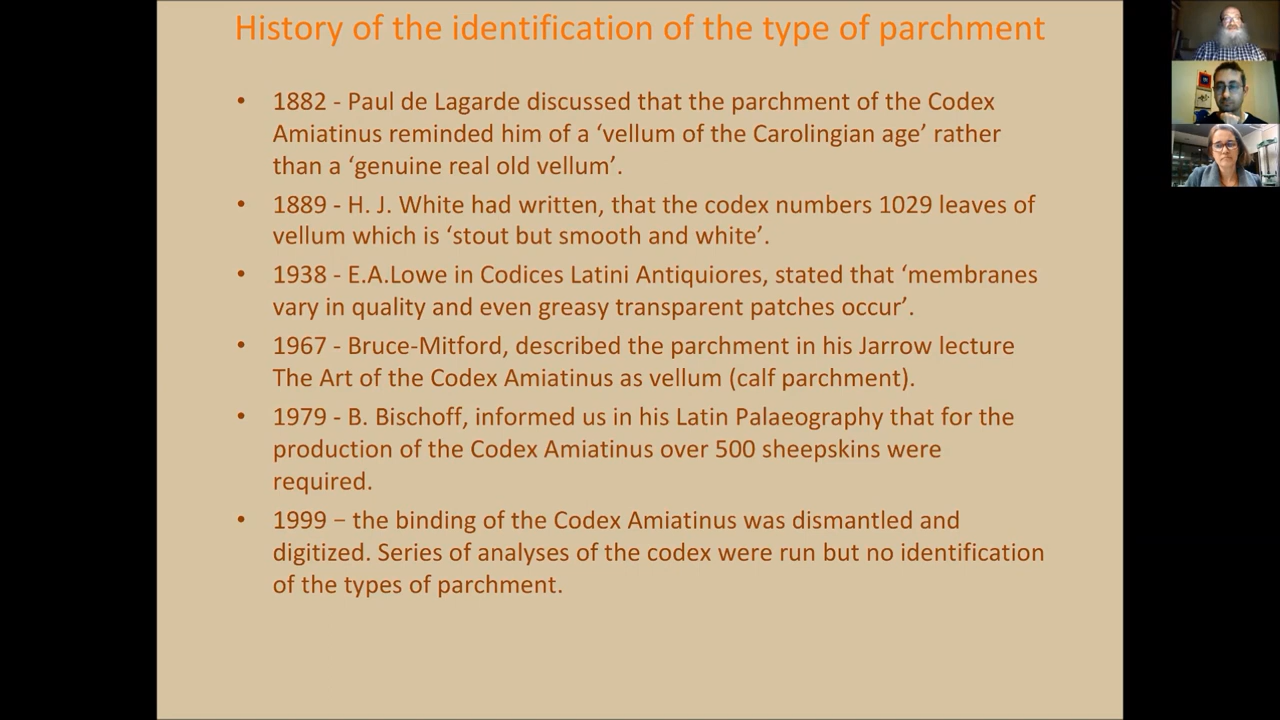 History of the identification of the type of parchment
• 1882 - Paul de Lagarde discussed that the parchment of the Codex
Amiatinus reminded him of a ‘vellum of the Carolingian age’ rather
than a ‘genuine real old vellum’.
• 1889 - H. J. White had written, that the codex numbers 1029 leaves of
vellum which is ‘stout but smooth and white’.
• 1938 - E.A.Lowe in Codices Latini Antiquiores, stated that ‘membranes
vary in quality and even greasy transparent patches occur’.
• 1967 - Bruce-Mitford, described the parchment in his Jarrow lecture
The Art of the Codex Amiatinus as vellum (calf parchment).
• 1979 - B. Bischoff, informed us in his Latin Palaeography that for the
production of the Codex Amiatinus over 500 sheepskins were
required.
• 1999 – the binding of the Codex Amiatinus was dismantled and
digitized. Series of analyses of the codex were run but no identification
of the types of parchment.